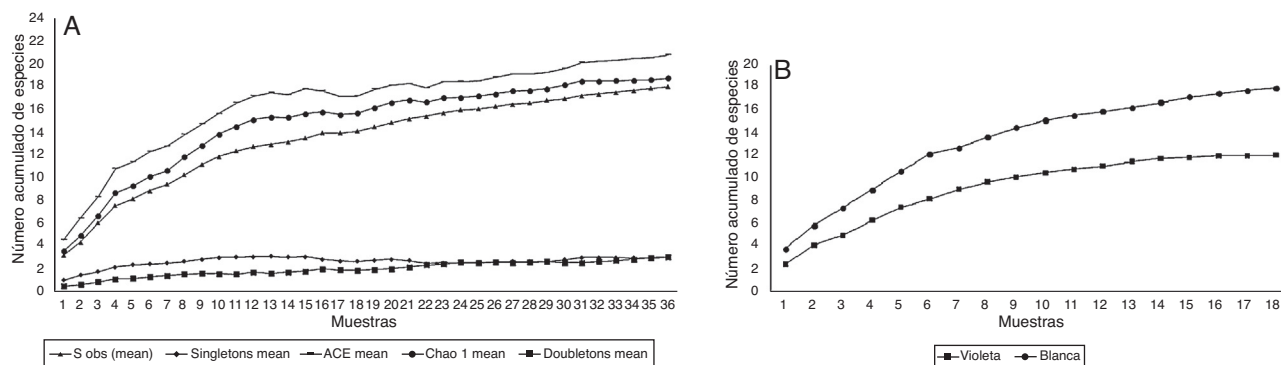 A
Número acumulado de especies
24
22
20
18
16
14
12
10
8
6
4
2
0
1 2 3 4 5 6 7 8 9 10 11 12 13 14 15 16 17 18 19 20 21 22 23 24 25 26 27 28 29 30 31 32 33 34 35 36
Muestras
S obs (mean) Singletons mean ACE mean Chao 1 mean Doubletons mean
B
Número acumulado de especies
20
18
16
14
12
10
8
6
4
2
0
1 2 3 4 5 6 7 8 9 10 11 12 13 14 15 16 17 18
Muestras
Violeta Blanca